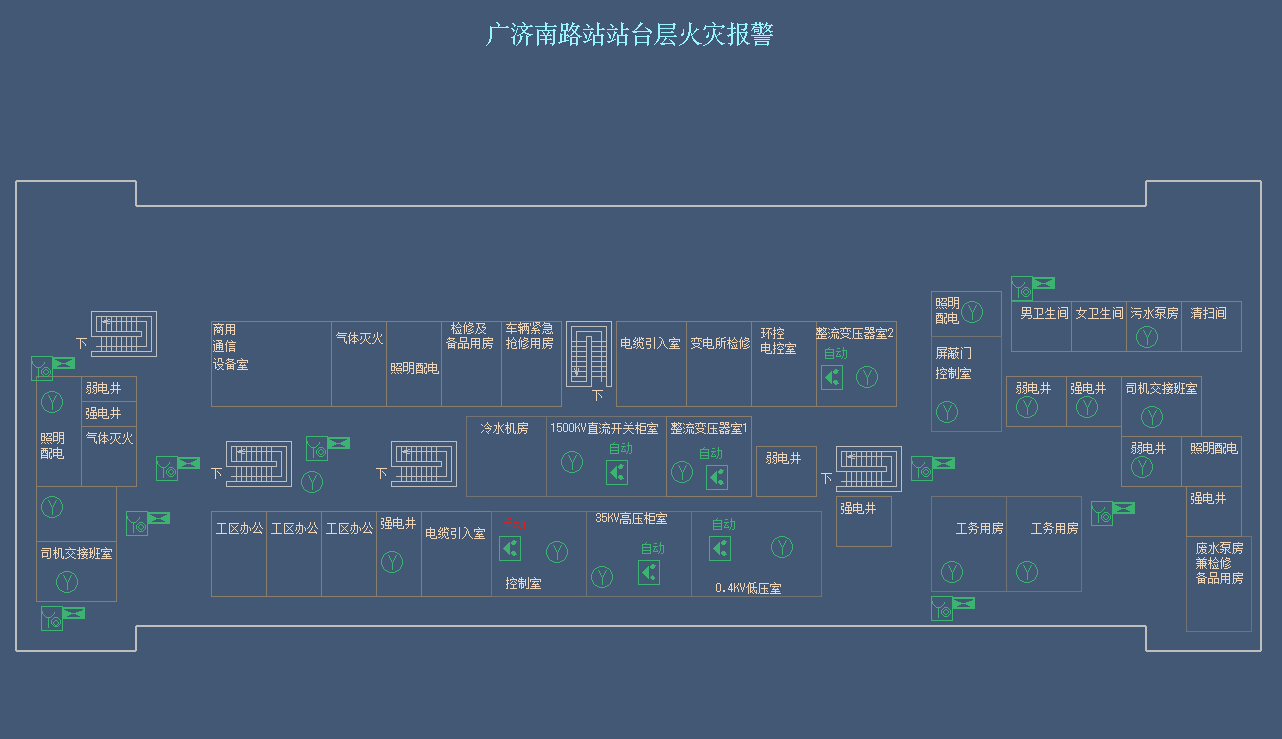 广济南路站站台层火灾报警
下
弱电井
强电井
照明
配电
气体灭火
司机交接班室
商用
通信
设备室
气体灭火
照明配电
检修及
备品用房
车辆紧急
抢修用房
下
电缆引入室
变电所检修
环控
电控室
整流变压器室2
自动
照明
配电
屏蔽门
控制室
男卫生间
女卫生间
污水泵房
清扫间
弱电井
强电井
司机交接班室
弱电井
照明配电
强电井
废水泵房
兼检修
备品用房
下
下
冷水机房
1500KV直流开关柜室
自动
整流变压器室1
自动
弱电井
下
强电井
工区办公
工区办公
工区办公
强电井
电缆引入室
手动
控制室
35KV高压柜室
自动
自动
0.4KV低压室
工务用房
工务用房